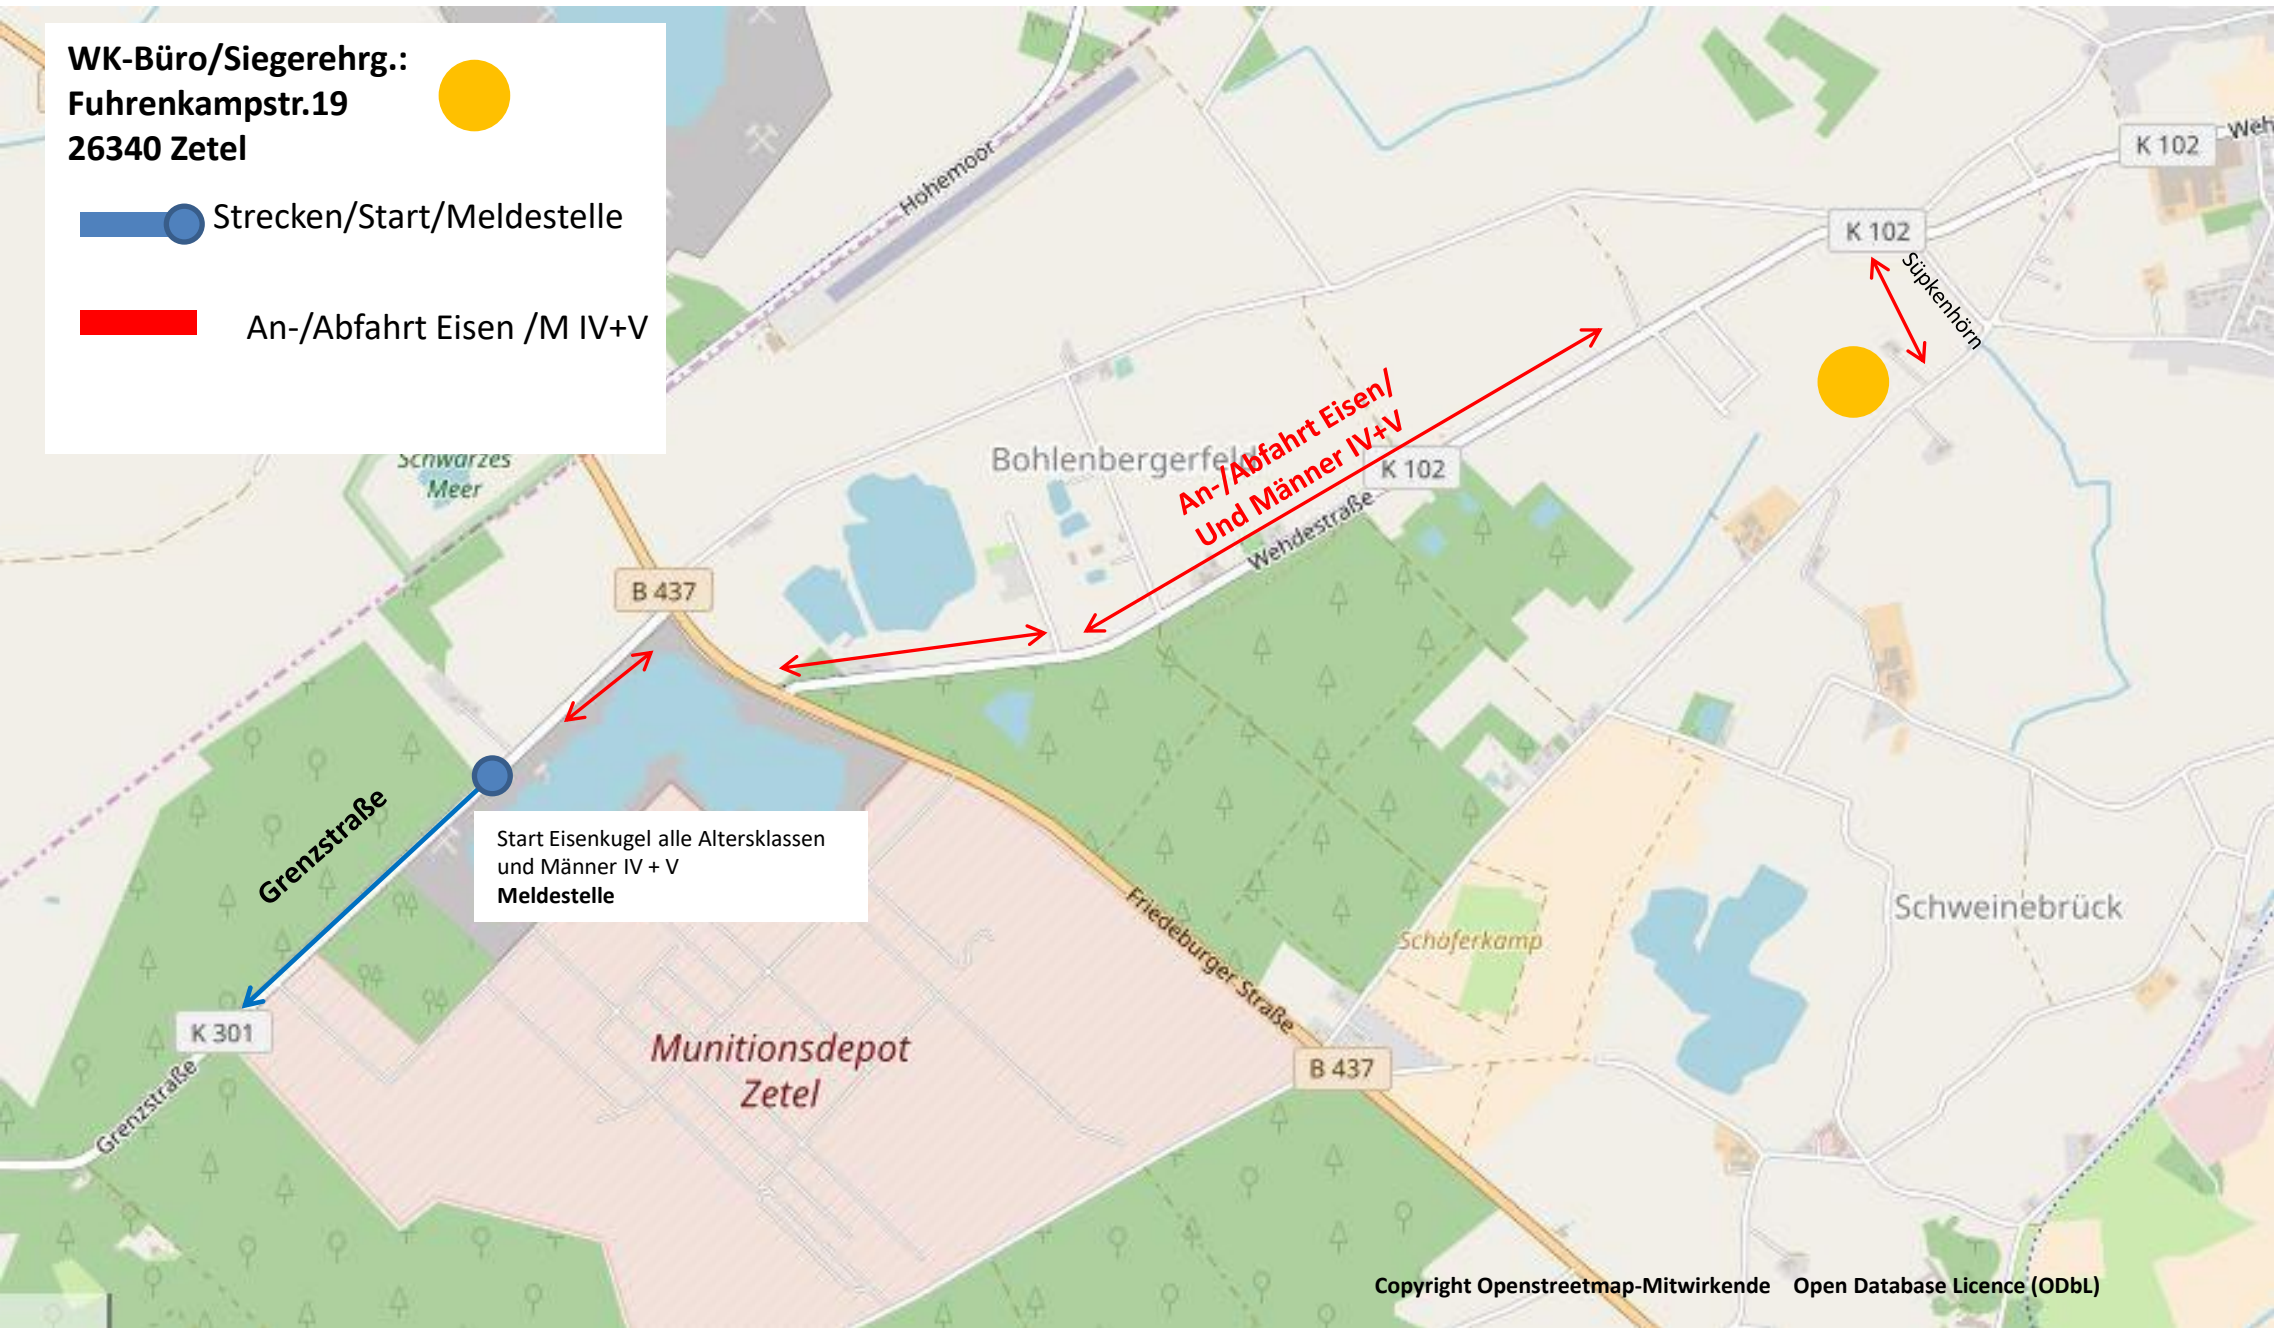 WK-Büro/Siegerehrg.:
Fuhrenkampstr.19
26340 Zetel
Strecken/Start/Meldestelle
An-/Abfahrt Eisen /M IV+V
Hohemoor
K 102
Weh
K 102
Süpkenhörn
Schwarzes
Meer
Bohlenbergerfeld
An-/Abfahrt Eisen/
Und Männer IV+V
K 102
Wehdestraße
B 437
Grenzstraße
Start Eisenkugel alle Altersklassen
und Männer IV + V
Meldestelle
Friedeburger Straße
Schäferkamp
Schweinebrück
K 301
Grenzstraße
Munitionsdepot
Zetel
B 437
Copyright Openstreetmap-Mitwirkende Open Database Licence (ODbL)